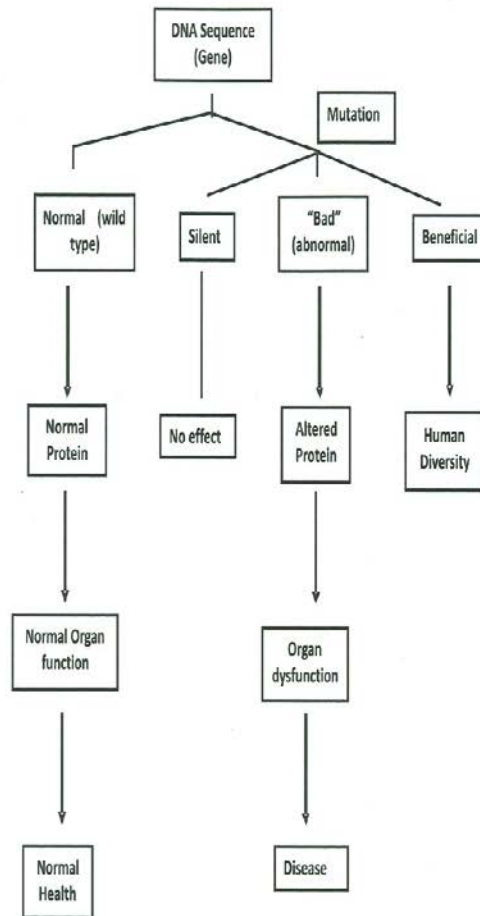 DNA Sequence
(Gene)
Mutation
Normal (wild
type)
Silent
"Bad"
(abnormal)
Beneficial
Normal
Protein
No effect
Altered
Protein
Human
Diversity
Normal Organ
function
Organ
dysfunction
Normal
Health
Disease